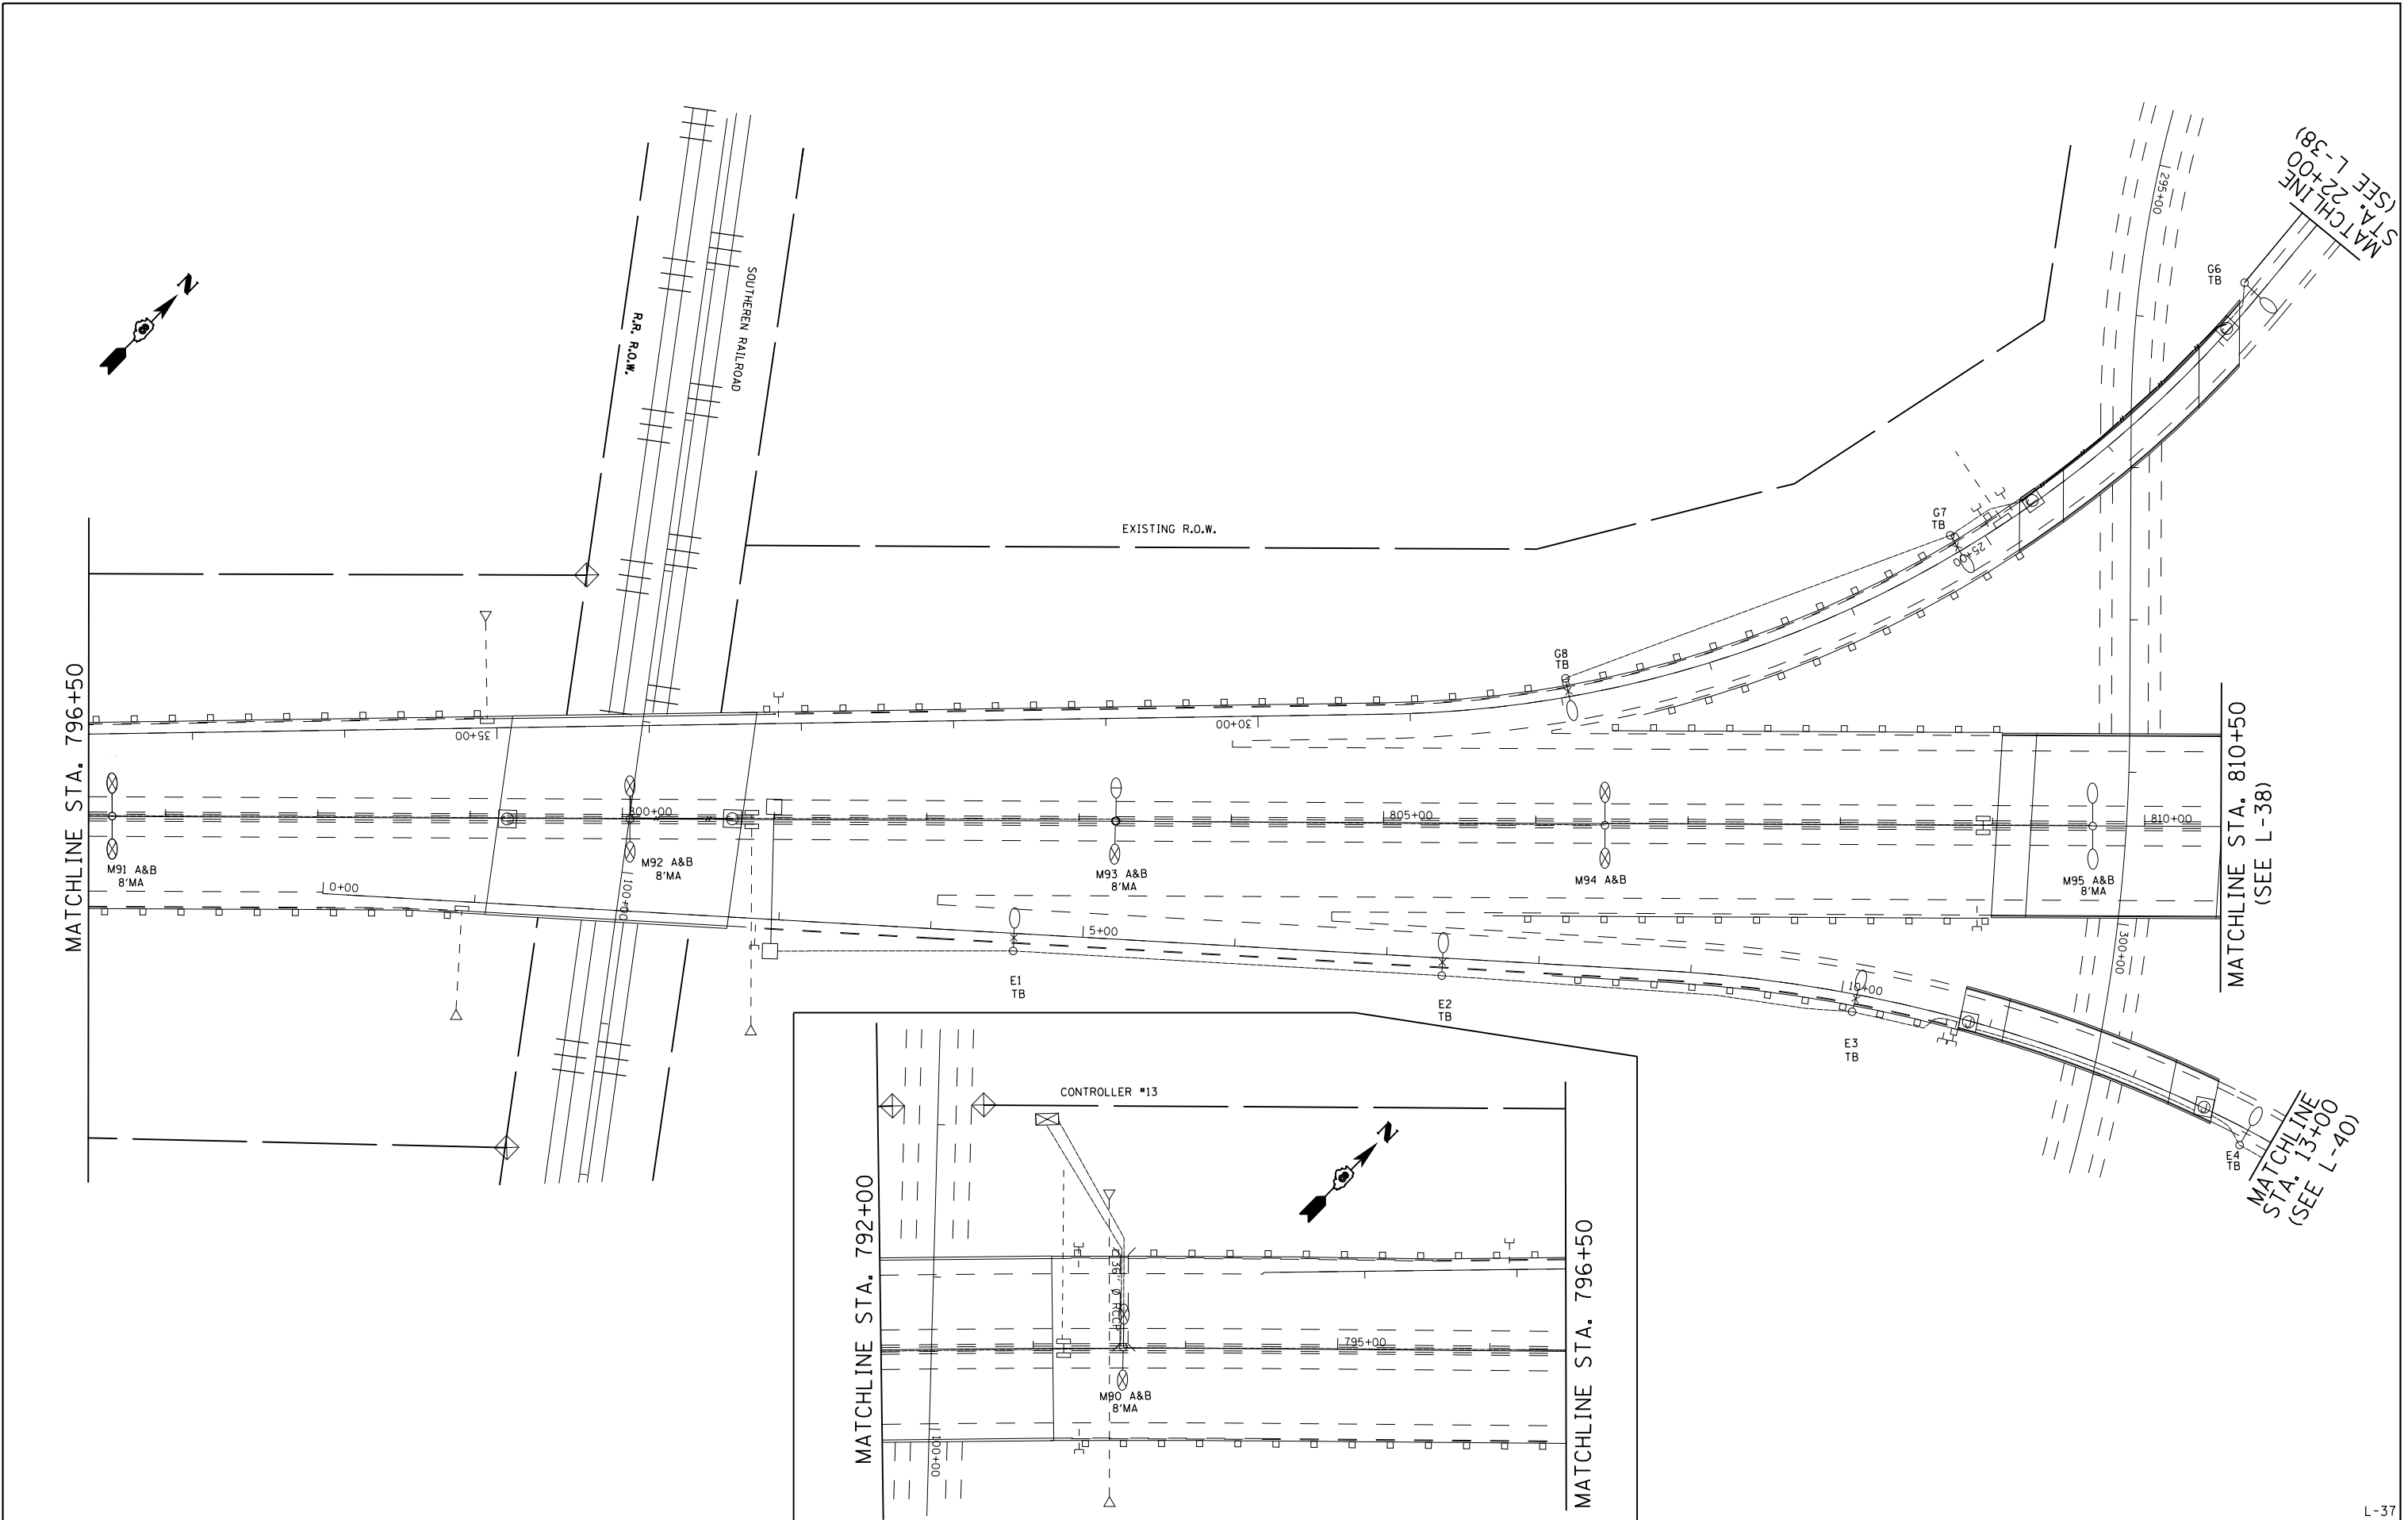 MATCHLINE
STA. 22+00
(SEE L-38)
N
295+00
G6
TB
R.R. R.O.W.
SOUTHEREN RAILROAD
EXISTING R.O.W.
G7
TB
25+00
G8
TB
MATCHLINE STA. 796+50
35+00
30+00
MATCHLINE STA. 810+50
(SEE L-38)
800+00
805+00
810+00
M91 A&B
8'MA
M92 A&B
8'MA
M93 A&B
8'MA
M94 A&B
M95 A&B
8'MA
0+00
100+00
5+00
10+00
300+00
E1
TB
E2
TB
E3
TB
E4
TB
MATCHLINE
STA. 13+00
(SEE L-40)
CONTROLLER #13
N
MATCHLINE STA. 792+00
36" Ø RCCP
795+00
MATCHLINE STA. 796+50
M90 A&B
8'MA
100+00
L-37